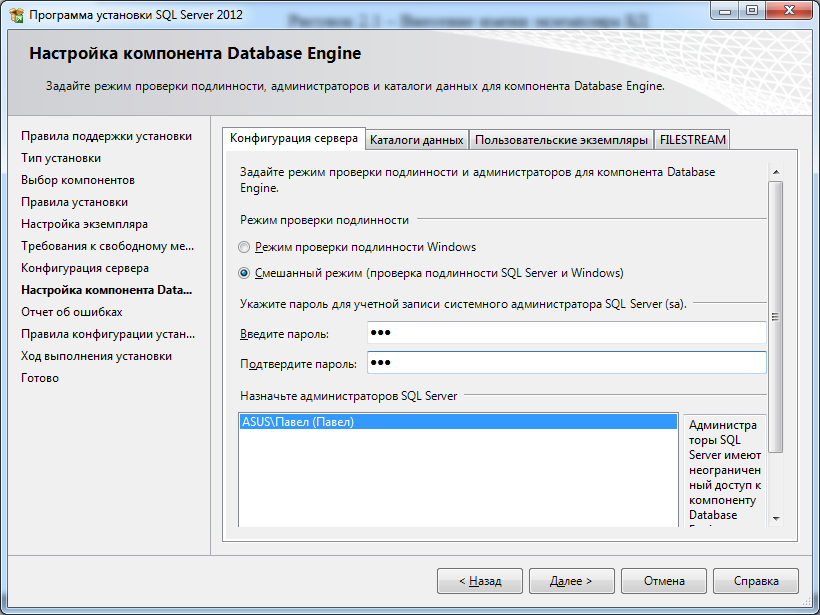 Программа установки SQL Server 2012
Настройка компонента Database Engine
Задайте режим проверки подлинности, администраторов и каталоги данных для компонента Database Engine.
Правила поддержки установки
Тип установки
Выбор компонентов
Правила установки
Настройка экземпляра
Требования к свободному ме...
Конфигурация сервера
Настройка компонента Data...
Отчет об ошибках
Правила конфигурации устан...
Ход выполнения установки
Готово
Конфигурация сервера
Каталоги данных
Пользовательские экземпляры
FILESTREAM
Задайте режим проверки подлинности и администраторов для компонента Database
Engine.
Режим проверки подлинности
Режим проверки подлинности Windows
Смешанный режим (проверка подлинности SQL Server и Windows)
Укажите пароль для учетной записи системного администратора SQL Server (sa).
Введите пароль:
●●●
Подтвердите пароль:
●●●
Назначьте администраторов SQL Server
ASUS\Павел (Павел)
Администра
торы SQL
Server имеют
неограничен
ный доступ к
компоненту
Database
< Назад
Далее >
Отмена
Справка